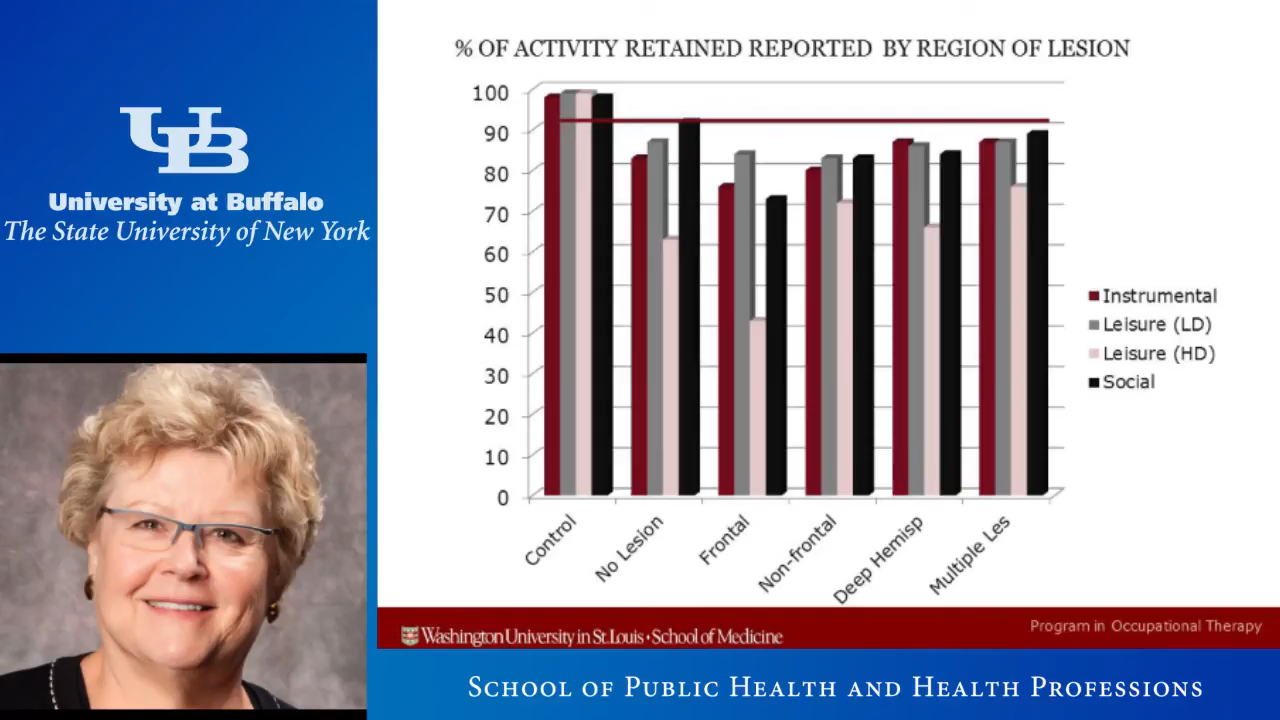 UB
University at Buffalo
The State University of New York
% OF ACTIVITY RETAINED REPORTED BY REGION OF LESION
100
90
80
70
60
50
40
30
20
10
0
Control
No Lesion
Frontal
Non-frontal
Deep Hemisp
Multiple Les
Instrumental
Leisure (LD)
Leisure (HD)
Social
Washington University in St. Louis • School of Medicine
Program in Occupational Therapy
School of Public Health and Health Professions